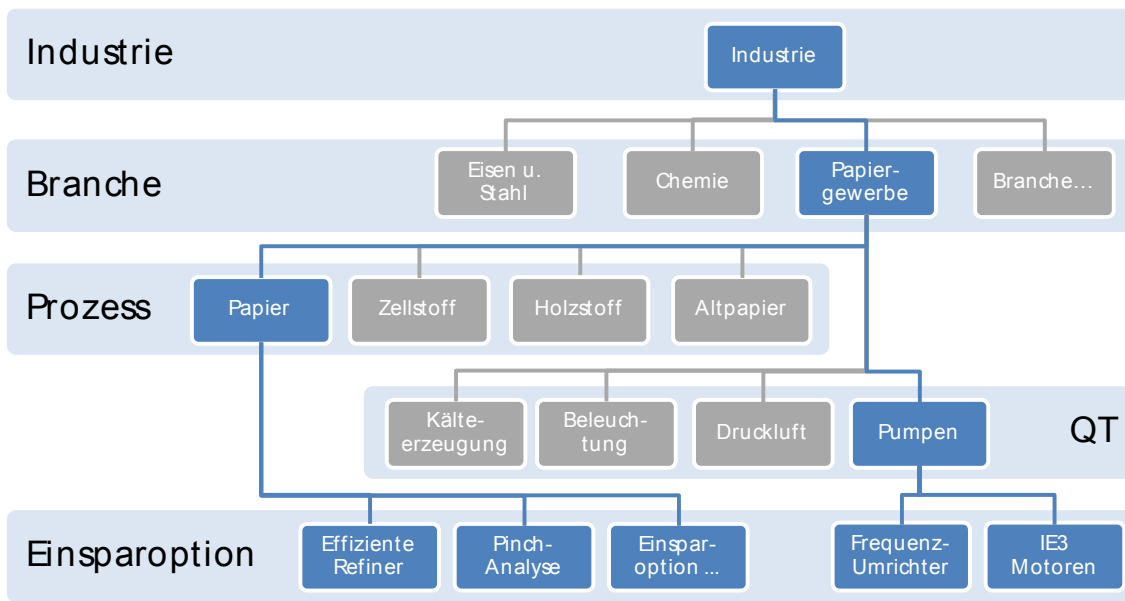 Industrie
Industrie
Branche
Eisen u.
Stahl
Chemie
Papier-
gewerbe
Branche...
Prozess
Papier
Zellstoff
Holzstoff
Altpapier
Kälte-
erzeugung
Beleuch-
tung
Druckluft
Pumpen
QT
Einsparoption
Effiziente
Refiner
Pinch-
Analyse
Einspar-
option ...
Frequenz-
Umrichter
IE3
Motoren